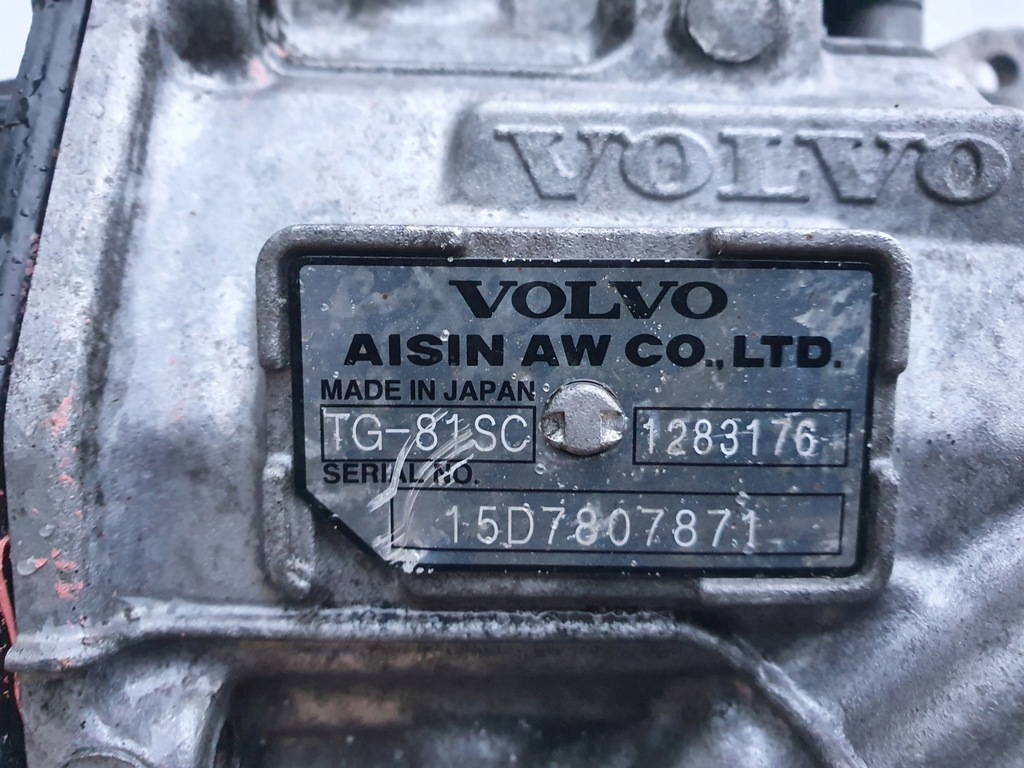 VOLVO
VOLVO
AISIN AW CO., LTD.
MADE IN JAPAN
TG-81SC 1283176
SERIAL NO.
15D7807871